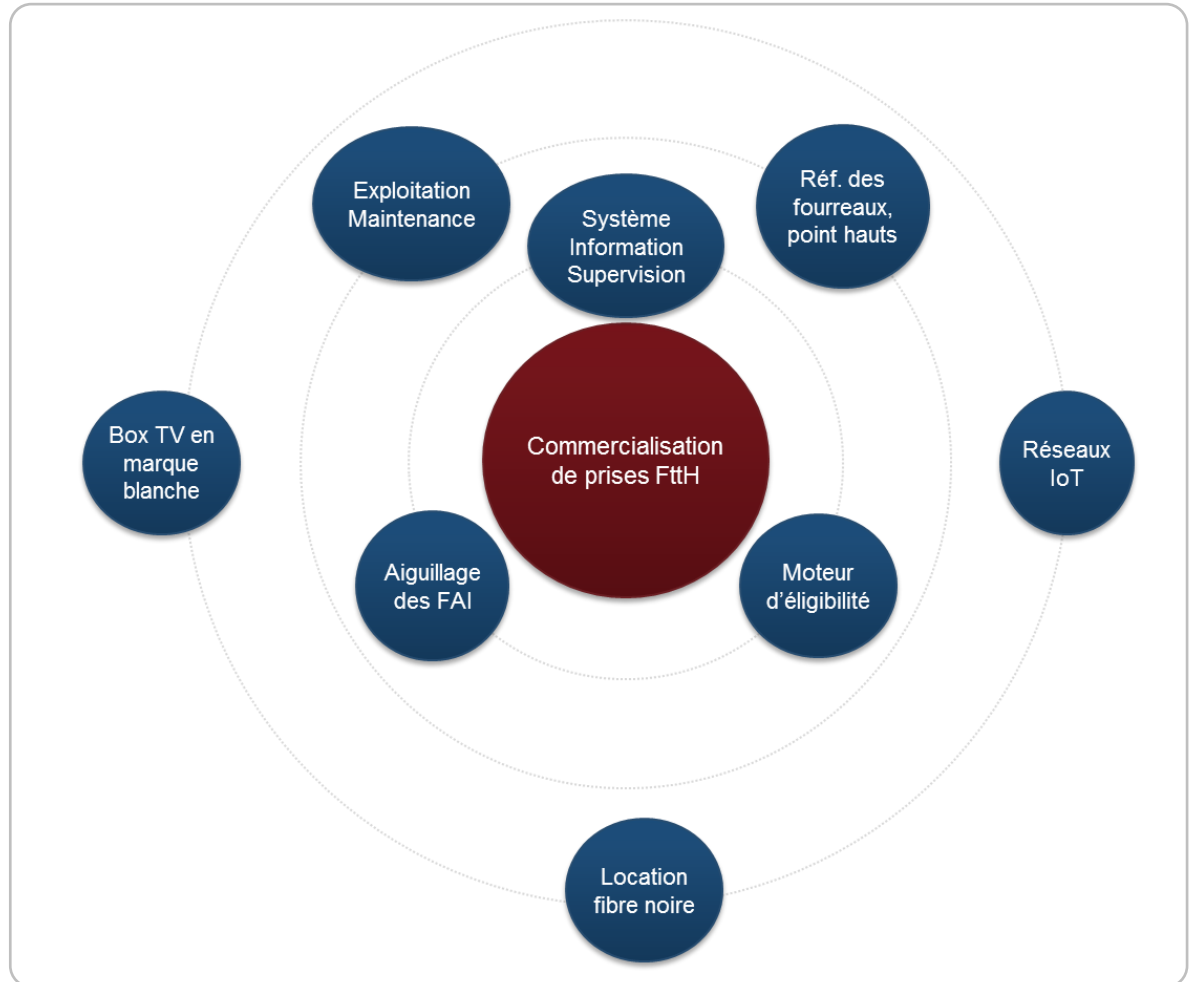 Exploitation
Maintenance
Système
Information
Supervision
Réf. des
fourreaux,
point hauts
Box TV en
marque
blanche
Commercialisation
de prises FttH
Réseaux
IoT
Aiguillage
des FAI
Moteur
d’éligibilité
Location
fibre noire